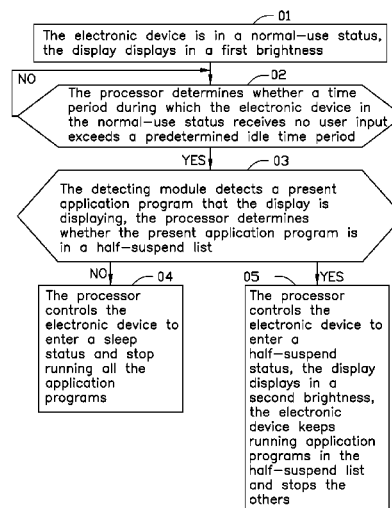 01
The electronic device is in a normal-use status,
the display displays in a first brightness
NO
02
The processor determines whether a time
period during which the electronic device in
the normal-use status receives no user input
exceeds a predetermined idle time period
YES
03
The detecting module detects a present
application program that the display is
displaying, the processor determines
whether the present application program is
in a half-suspend list
NO
04
The processor
controls the
electronic device to
enter a sleep
status and stop
running all the
application
programs
YES
05
The processor
controls the
electronic device to
enter a
half-suspend
status, the display
displays in a
second brightness,
the electronic
device keeps
running application
programs in the
half-suspend list
and stops the
others